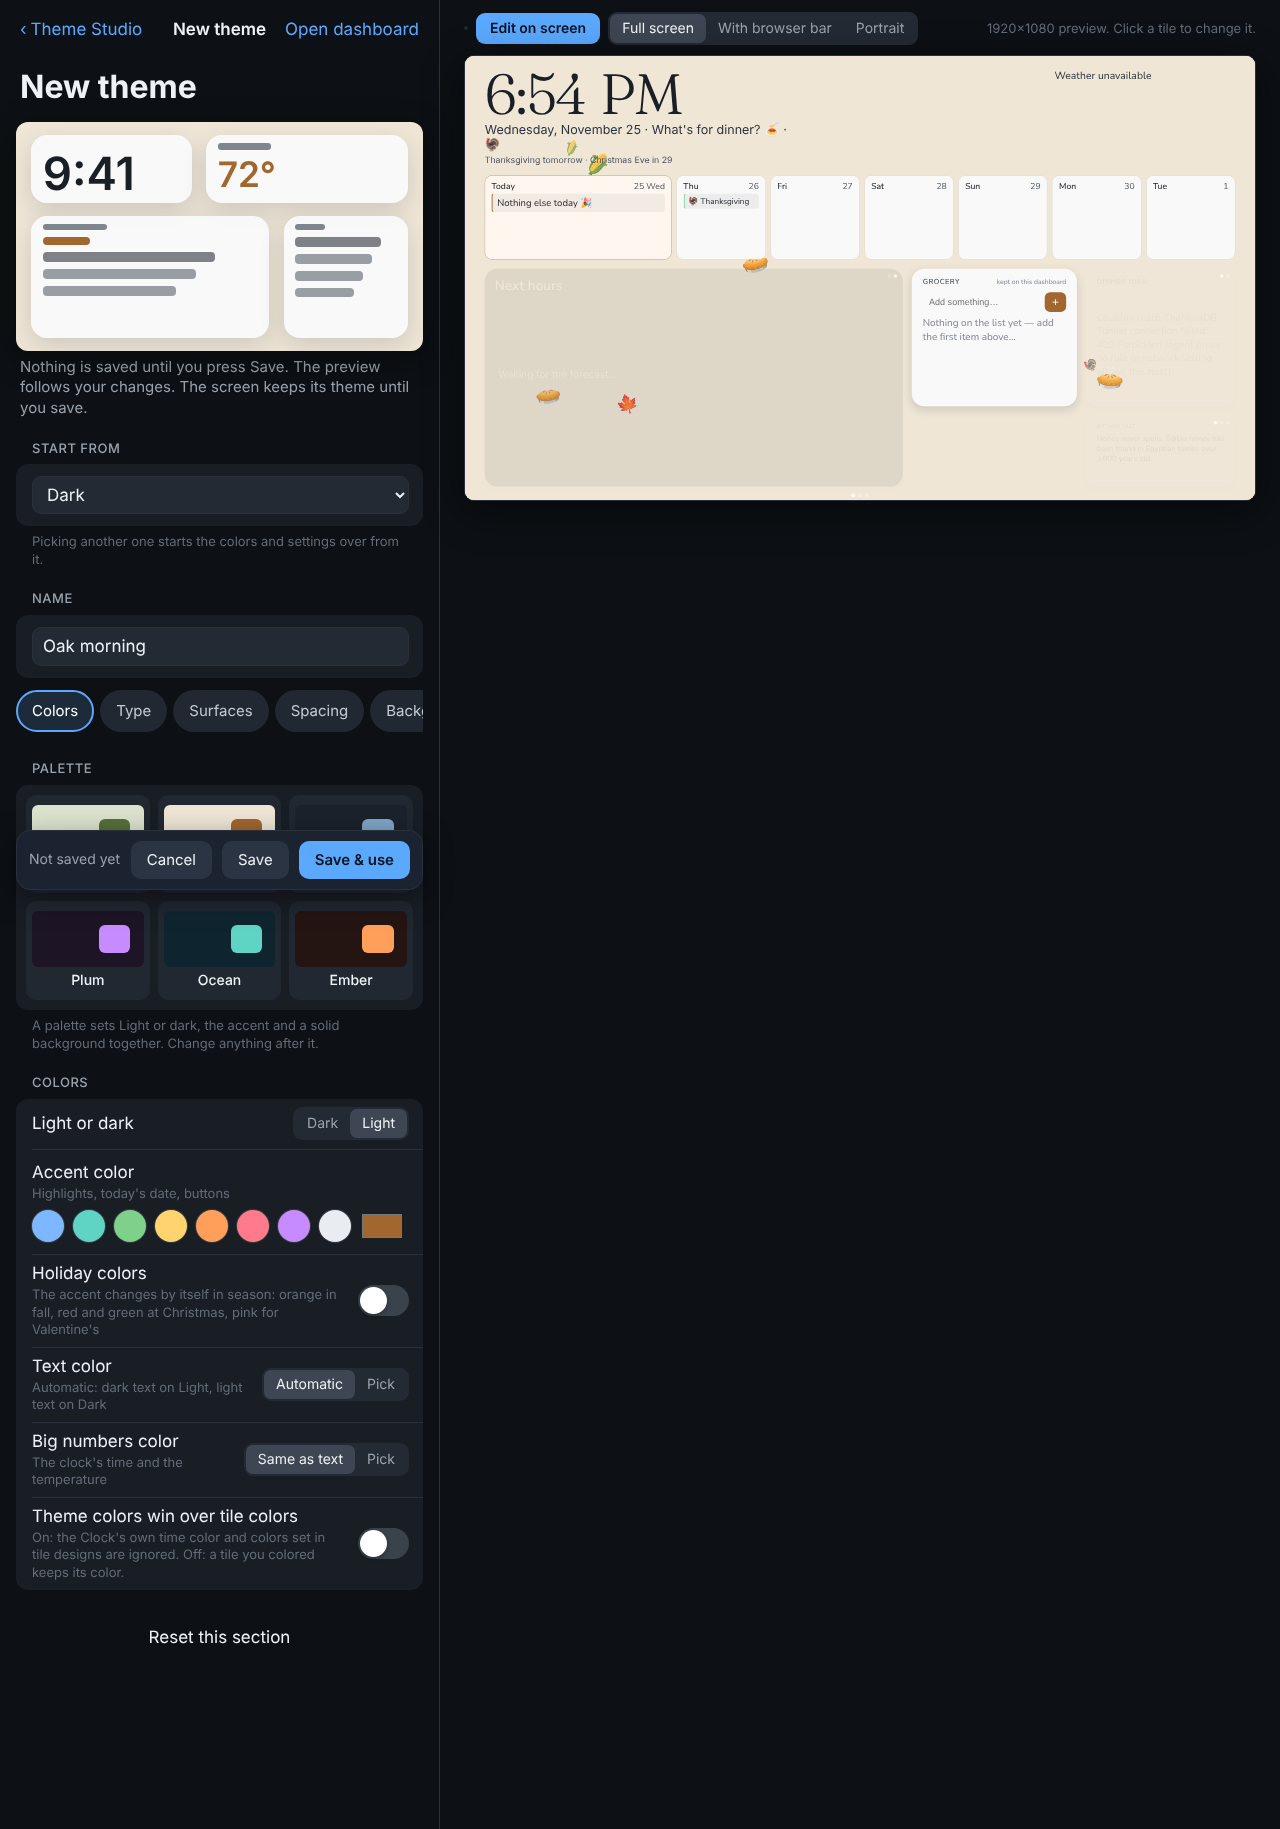 ‹ Theme Studio
New theme
Open dashboard
New theme
9:41
72°
Nothing is saved until you press Save. The preview
follows your changes. The screen keeps its theme until
you save.
START FROM
Dark
Picking another one starts the colors and settings over from
it.
NAME
Oak morning
Colors
Type
Surfaces
Spacing
PALETTE
Not saved yet
Cancel
Save
Save & use
Plum
Ocean
Ember
A palette sets Light or dark, the accent and a solid
background together. Change anything after it.
COLORS
Light or dark
Dark
Light
Accent color
Highlights, today's date, buttons
Holiday colors
The accent changes by itself in season: orange in
fall, red and green at Christmas, pink for
Valentine's
Text color
Automatic: dark text on Light, light
text on Dark
Automatic
Pick
Big numbers color
The clock's time and the
temperature
Same as text
Pick
Theme colors win over tile colors
On: the Clock's own time color and colors set in
tile designs are ignored. Off: a tile you colored
keeps its color.
Reset this section
Edit on screen
Full screen
With browser bar
Portrait
1920×1080 preview. Click a tile to change it.
6:54 PM
Weather unavailable
Wednesday, November 25 · What's for dinner? 🍝 ·
🦃
Thanksgiving tomorrow · Christmas Eve in 29
Today
25 Wed
Nothing else today 🎉
Thu
26
🦃 Thanksgiving
Fri
27
Sat
28
Sun
29
Mon
30
Tue
1
Next hours
Waiting for the forecast...
GROCERY
kept on this dashboard
Add something...
+
Nothing on the list yet — add
the first item above...